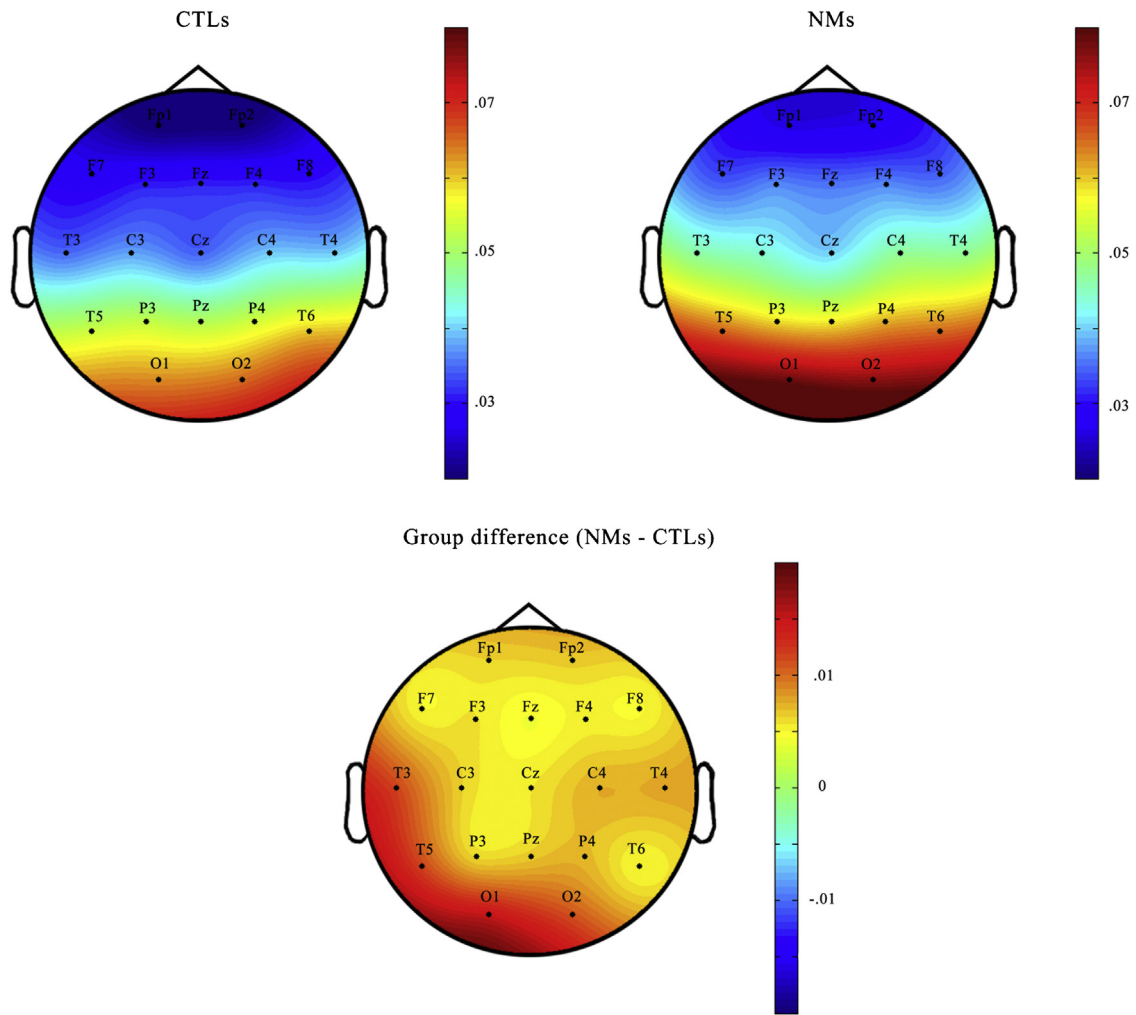 CTLs
Fp1 Fp2
F7 F3 Fz F4 F8
T3 C3 Cz C4 T4
T5 P3 Pz P4 T6
O1 O2
.07
.05
.03
NMs
Fp1 Fp2
F7 F3 Fz F4 F8
T3 C3 Cz C4 T4
T5 P3 Pz P4 T6
O1 O2
.07
.05
.03
Group difference (NMs - CTLs)
Fp1 Fp2
F7 F3 Fz F4 F8
T3 C3 Cz C4 T4
T5 P3 Pz P4 T6
O1 O2
.01
0
-.01